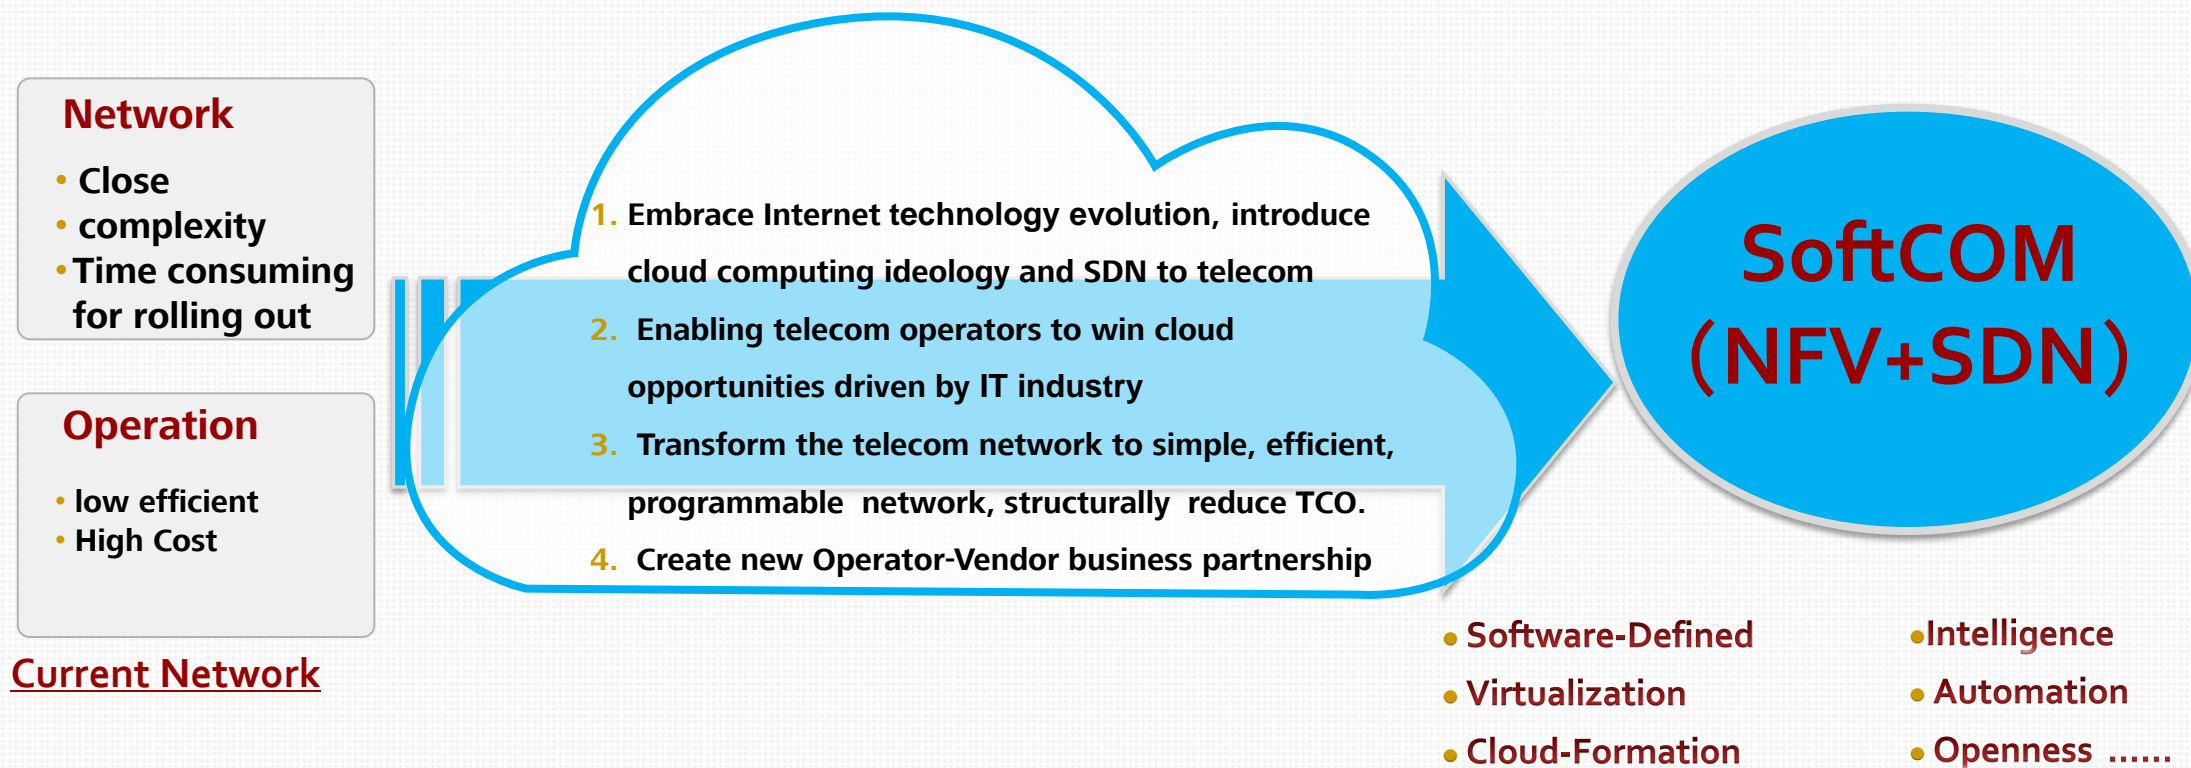 Network
• Close
• complexity
• Time consuming
for rolling out
Operation
• low efficient
• High Cost
Current Network
1. Embrace Internet technology evolution, introduce
cloud computing ideology and SDN to telecom
2. Enabling telecom operators to win cloud
opportunities driven by IT industry
3. Transform the telecom network to simple, efficient,
programmable network, structurally reduce TCO.
4. Create new Operator-Vendor business partnership
SoftCOM
(NFV+SDN)
• Software-Defined
• Virtualization
• Cloud-Formation
• Intelligence
• Automation
• Openness ......